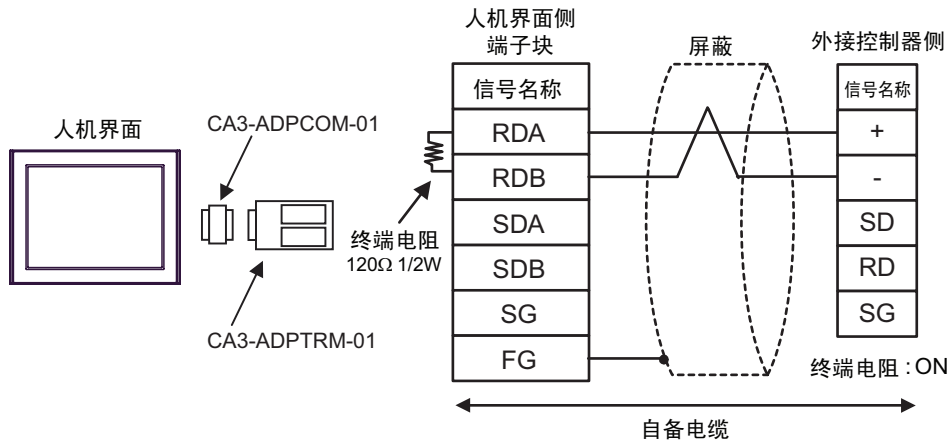 人机界面
CA3-ADPCOM-01
CA3-ADPTRM-01
终端电阻
120Ω 1/2W
人机界面侧
端子块
信号名称
RDA
RDB
SDA
SDB
SG
FG
屏蔽
外接控制器侧
信号名称
+
-
SD
RD
SG
终端电阻 : ON
自备电缆